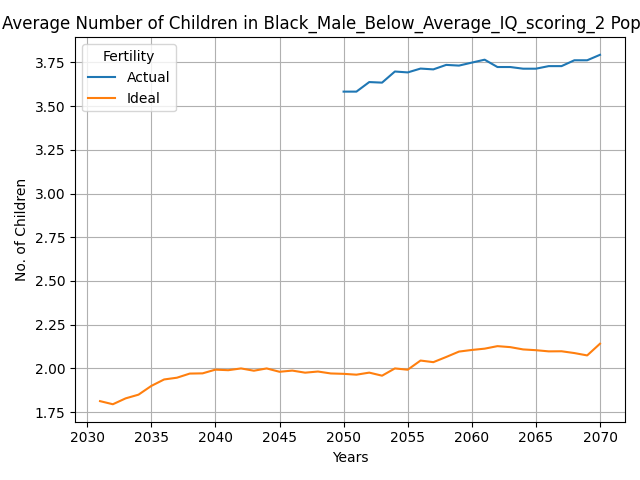 Average Number of Children in Black_Male_Below_Average_IQ_scoring_2 Pop
Fertility
Actual
Ideal
3.75
3.50
3.25
3.00
2.75
2.50
2.25
2.00
1.75
No. of Children
2030 2035 2040 2045 2050 2055 2060 2065 2070
Years